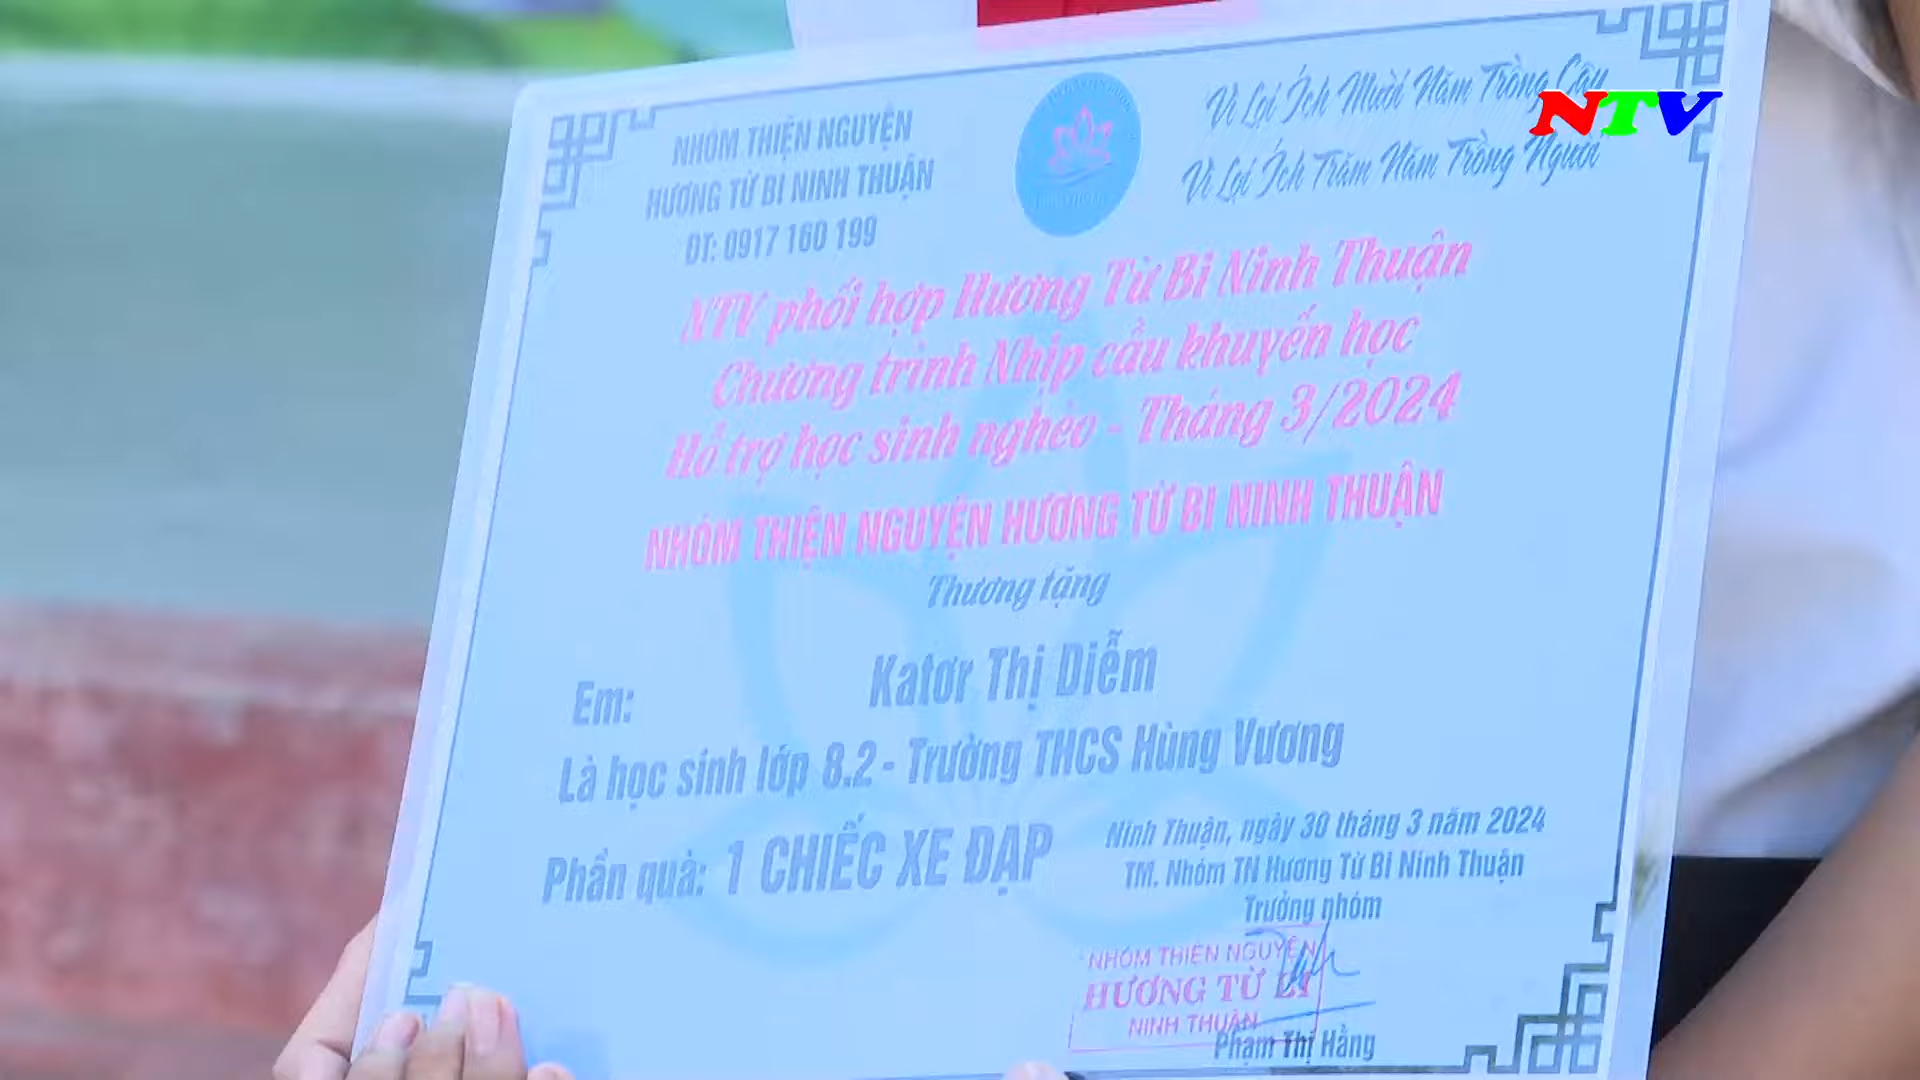 NHÓM THIỆN NGUYỆN
HƯƠNG TỪ BI NINH THUẬN
ĐT: 0917 160 199
Vì Lợi Ích Mười Năm Trồng Cây
Vì Lợi Ích Trăm Năm Trồng Người
NTV
NTV phối hợp Hương Từ Bi Ninh Thuận
Chương trình Nhịp cầu khuyến học
Hỗ trợ học sinh nghèo - Tháng 3/2024
NHÓM THIỆN NGUYỆN HƯƠNG TỪ BI NINH THUẬN
Thương tặng
Em: Katơr Thị Diễm
Là học sinh lớp 8.2 - Trường THCS Hùng Vương
Phần quà: 1 CHIẾC XE ĐẠP
Ninh Thuận, ngày 30 tháng 3 năm 2024
TM. Nhóm TN Hương Từ Bi Ninh Thuận
Trưởng nhóm
NHÓM THIỆN NGUYỆN
HƯƠNG TỪ BI
NINH THUẬN
Phạm Thị Hằng